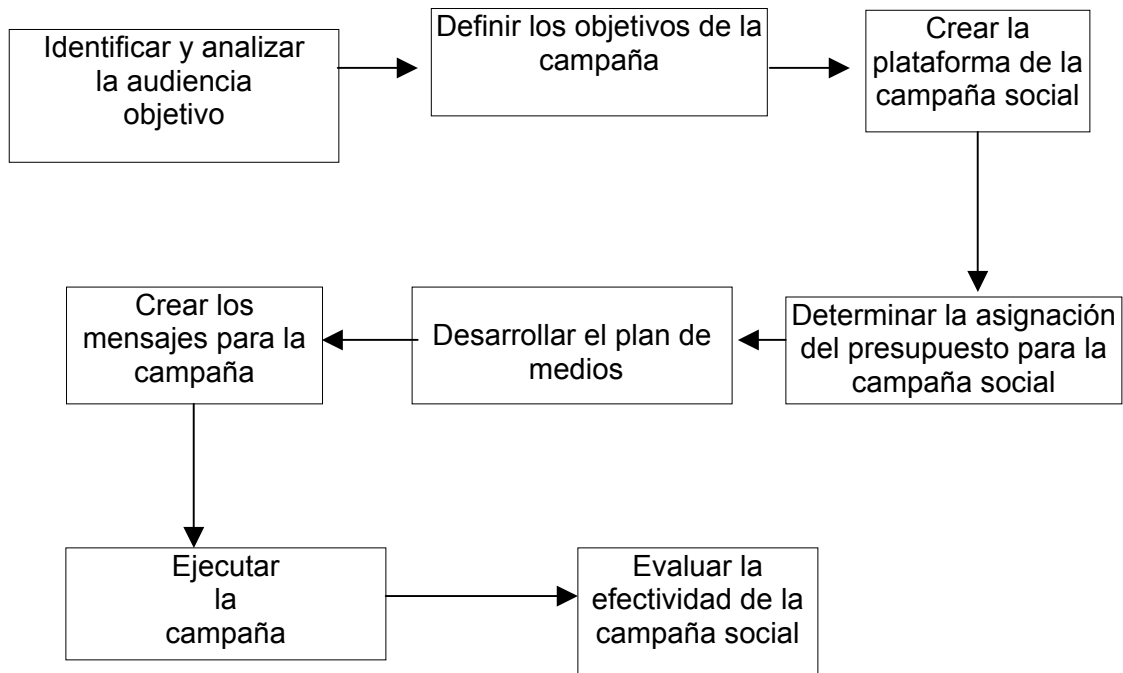 Identificar y analizar
la audiencia
objetivo
Definir los objetivos de la
campaña
Crear la
plataforma de la
campaña social
Determinar la asignación
del presupuesto para la
campaña social
Desarrollar el plan de
medios
Crear los
mensajes para la
campaña
Ejecutar
la
campaña
Evaluar la
efectividad de la
campaña social